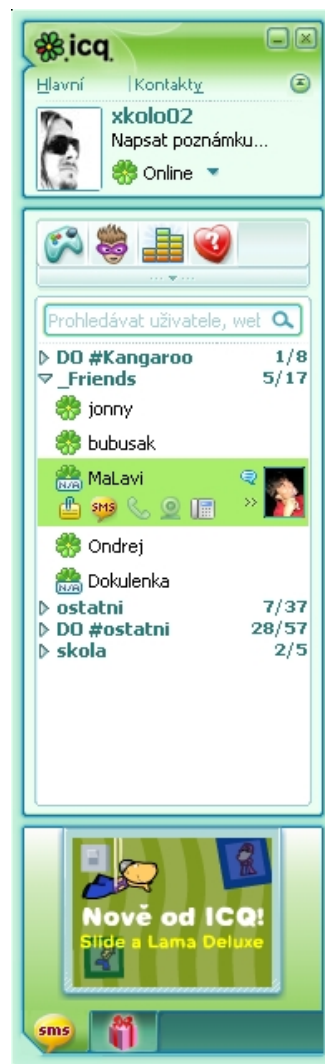 icq
Hlavní Kontakty
xkolo02
Napsat poznámku...
Online
Prohledávat uživatele, web
DO #Kangaroo 1/8
_Friends 5/17
jonny
bubusak
N/A MaLavi
SMS
Ondrej
N/A Dokulenka
ostatni 7/37
DO #ostatni 28/57
skola 2/5
Nově od ICQ!
Slide a Lama Deluxe
sms